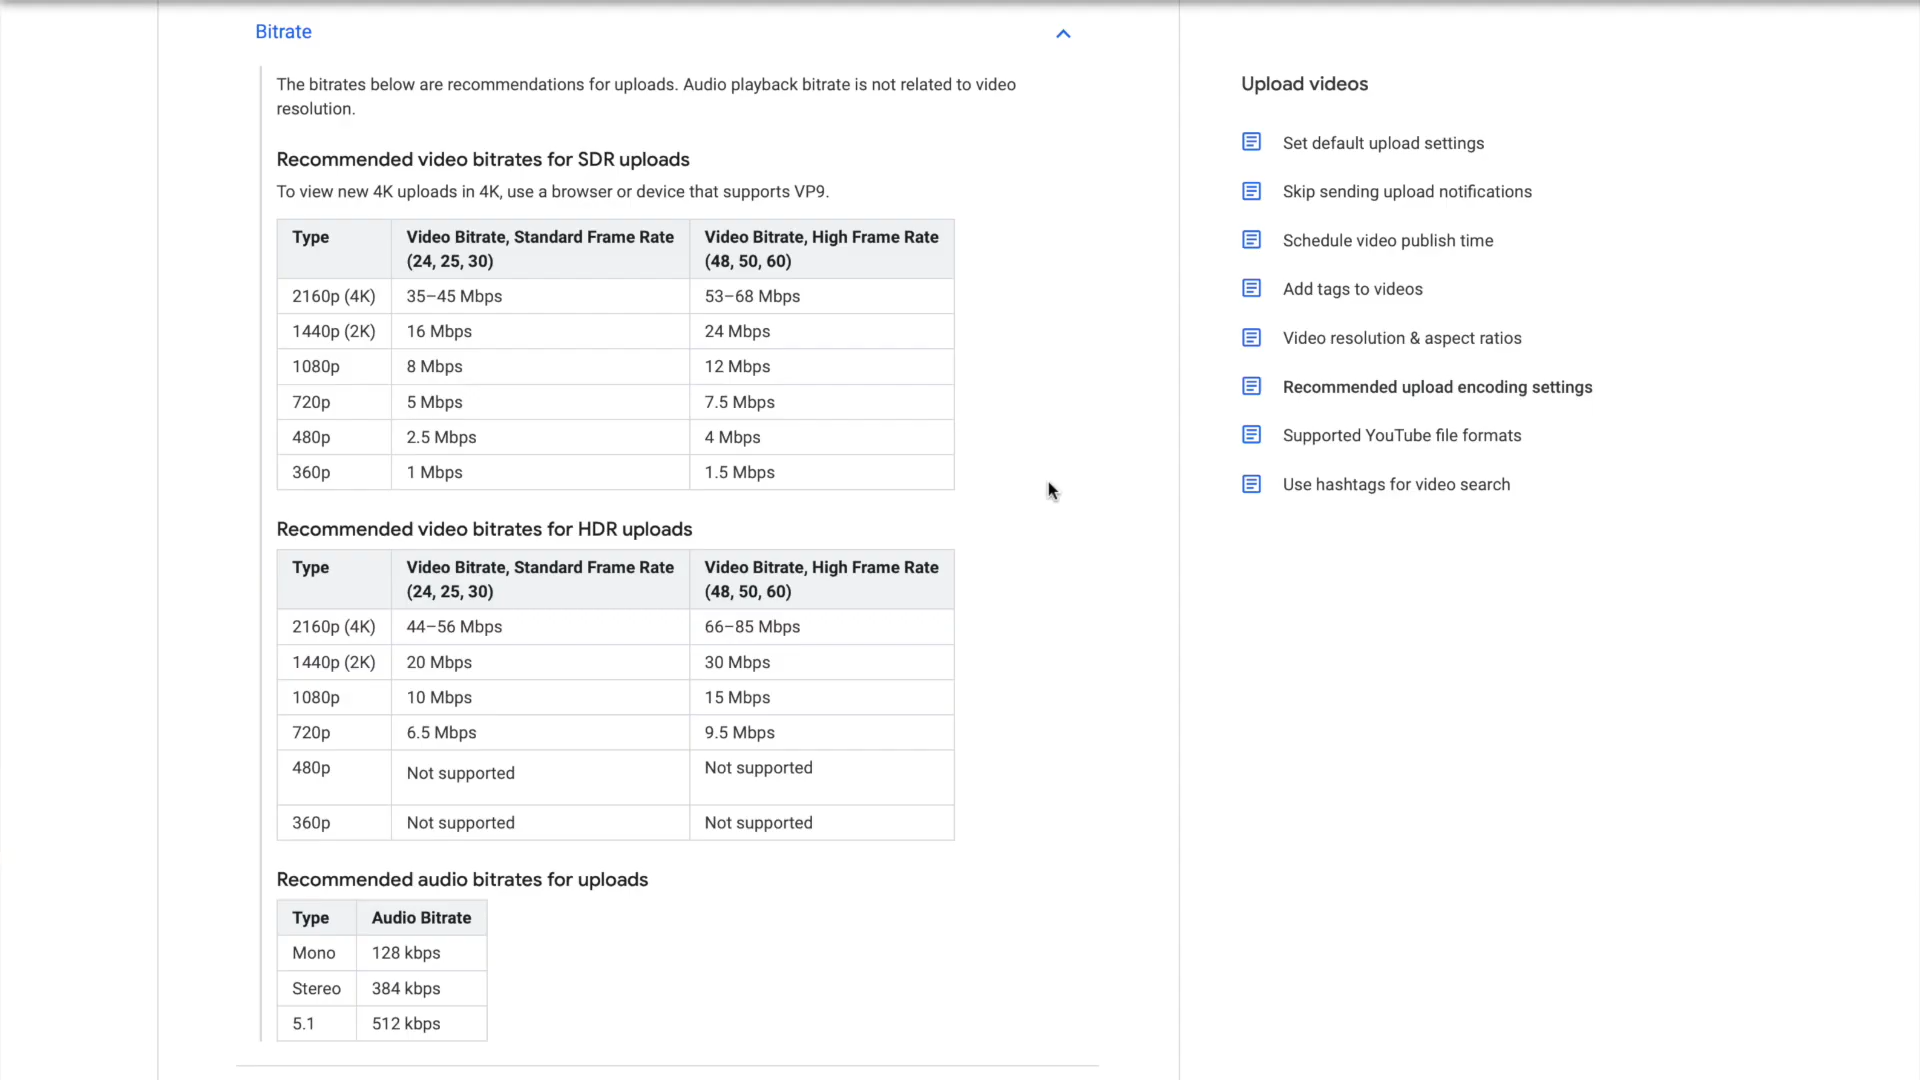 Bitrate
The bitrates below are recommendations for uploads. Audio playback bitrate is not related to video
resolution.
Recommended video bitrates for SDR uploads
To view new 4K uploads in 4K, use a browser or device that supports VP9.
Type Video Bitrate, Standard Frame Rate (24, 25, 30) Video Bitrate, High Frame Rate (48, 50, 60)
2160p (4K) 35–45 Mbps 53–68 Mbps
1440p (2K) 16 Mbps 24 Mbps
1080p 8 Mbps 12 Mbps
720p 5 Mbps 7.5 Mbps
480p 2.5 Mbps 4 Mbps
360p 1 Mbps 1.5 Mbps
Recommended video bitrates for HDR uploads
Type Video Bitrate, Standard Frame Rate (24, 25, 30) Video Bitrate, High Frame Rate (48, 50, 60)
2160p (4K) 44–56 Mbps 66–85 Mbps
1440p (2K) 20 Mbps 30 Mbps
1080p 10 Mbps 15 Mbps
720p 6.5 Mbps 9.5 Mbps
480p Not supported Not supported
360p Not supported Not supported
Recommended audio bitrates for uploads
Type Audio Bitrate
Mono 128 kbps
Stereo 384 kbps
5.1 512 kbps
Upload videos
Set default upload settings
Skip sending upload notifications
Schedule video publish time
Add tags to videos
Video resolution & aspect ratios
Recommended upload encoding settings
Supported YouTube file formats
Use hashtags for video search